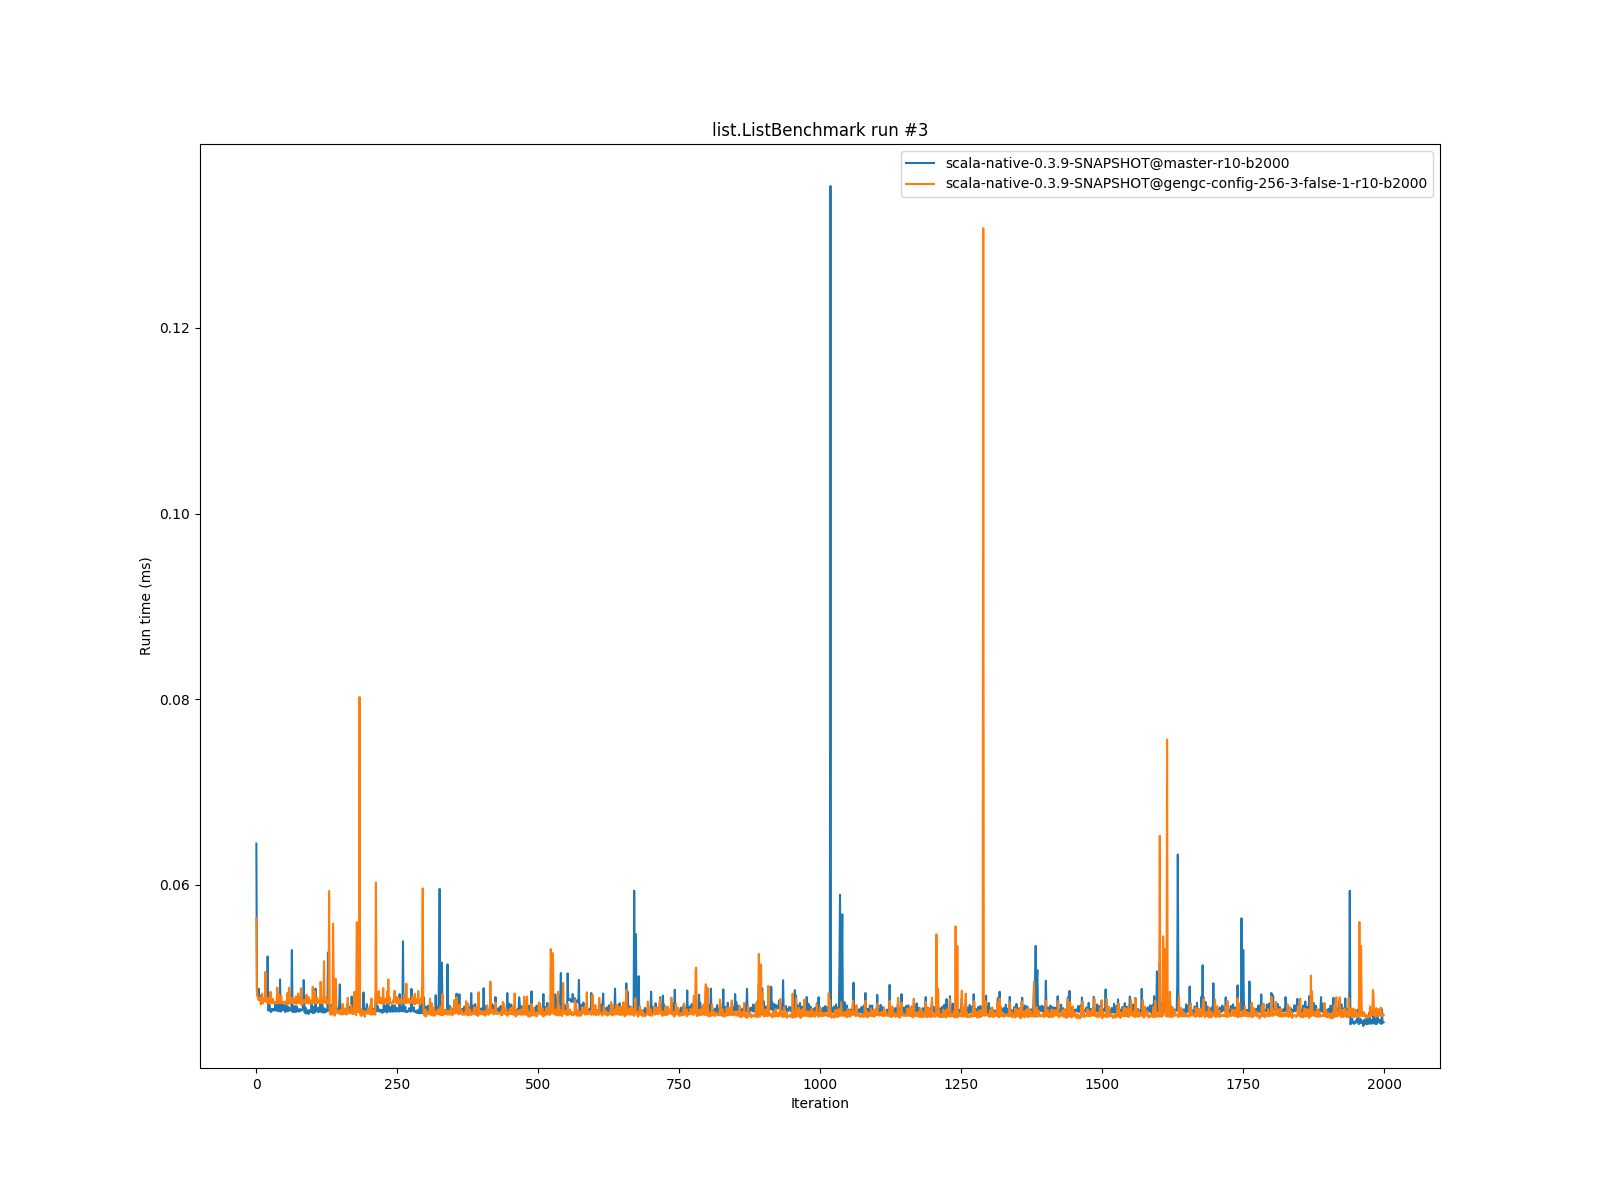 list.ListBenchmark run #3
scala-native-0.3.9-SNAPSHOT@master-r10-b2000
scala-native-0.3.9-SNAPSHOT@gengc-config-256-3-false-1-r10-b2000
0.12
0.10
0.08
0.06
Run time (ms)
0 250 500 750 1000 1250 1500 1750 2000
Iteration